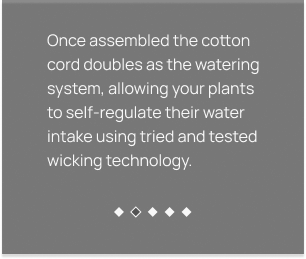 Once assembled the cotton
cord doubles as the watering
system, allowing your plants
to self-regulate their water
intake using tried and tested
wicking technology.